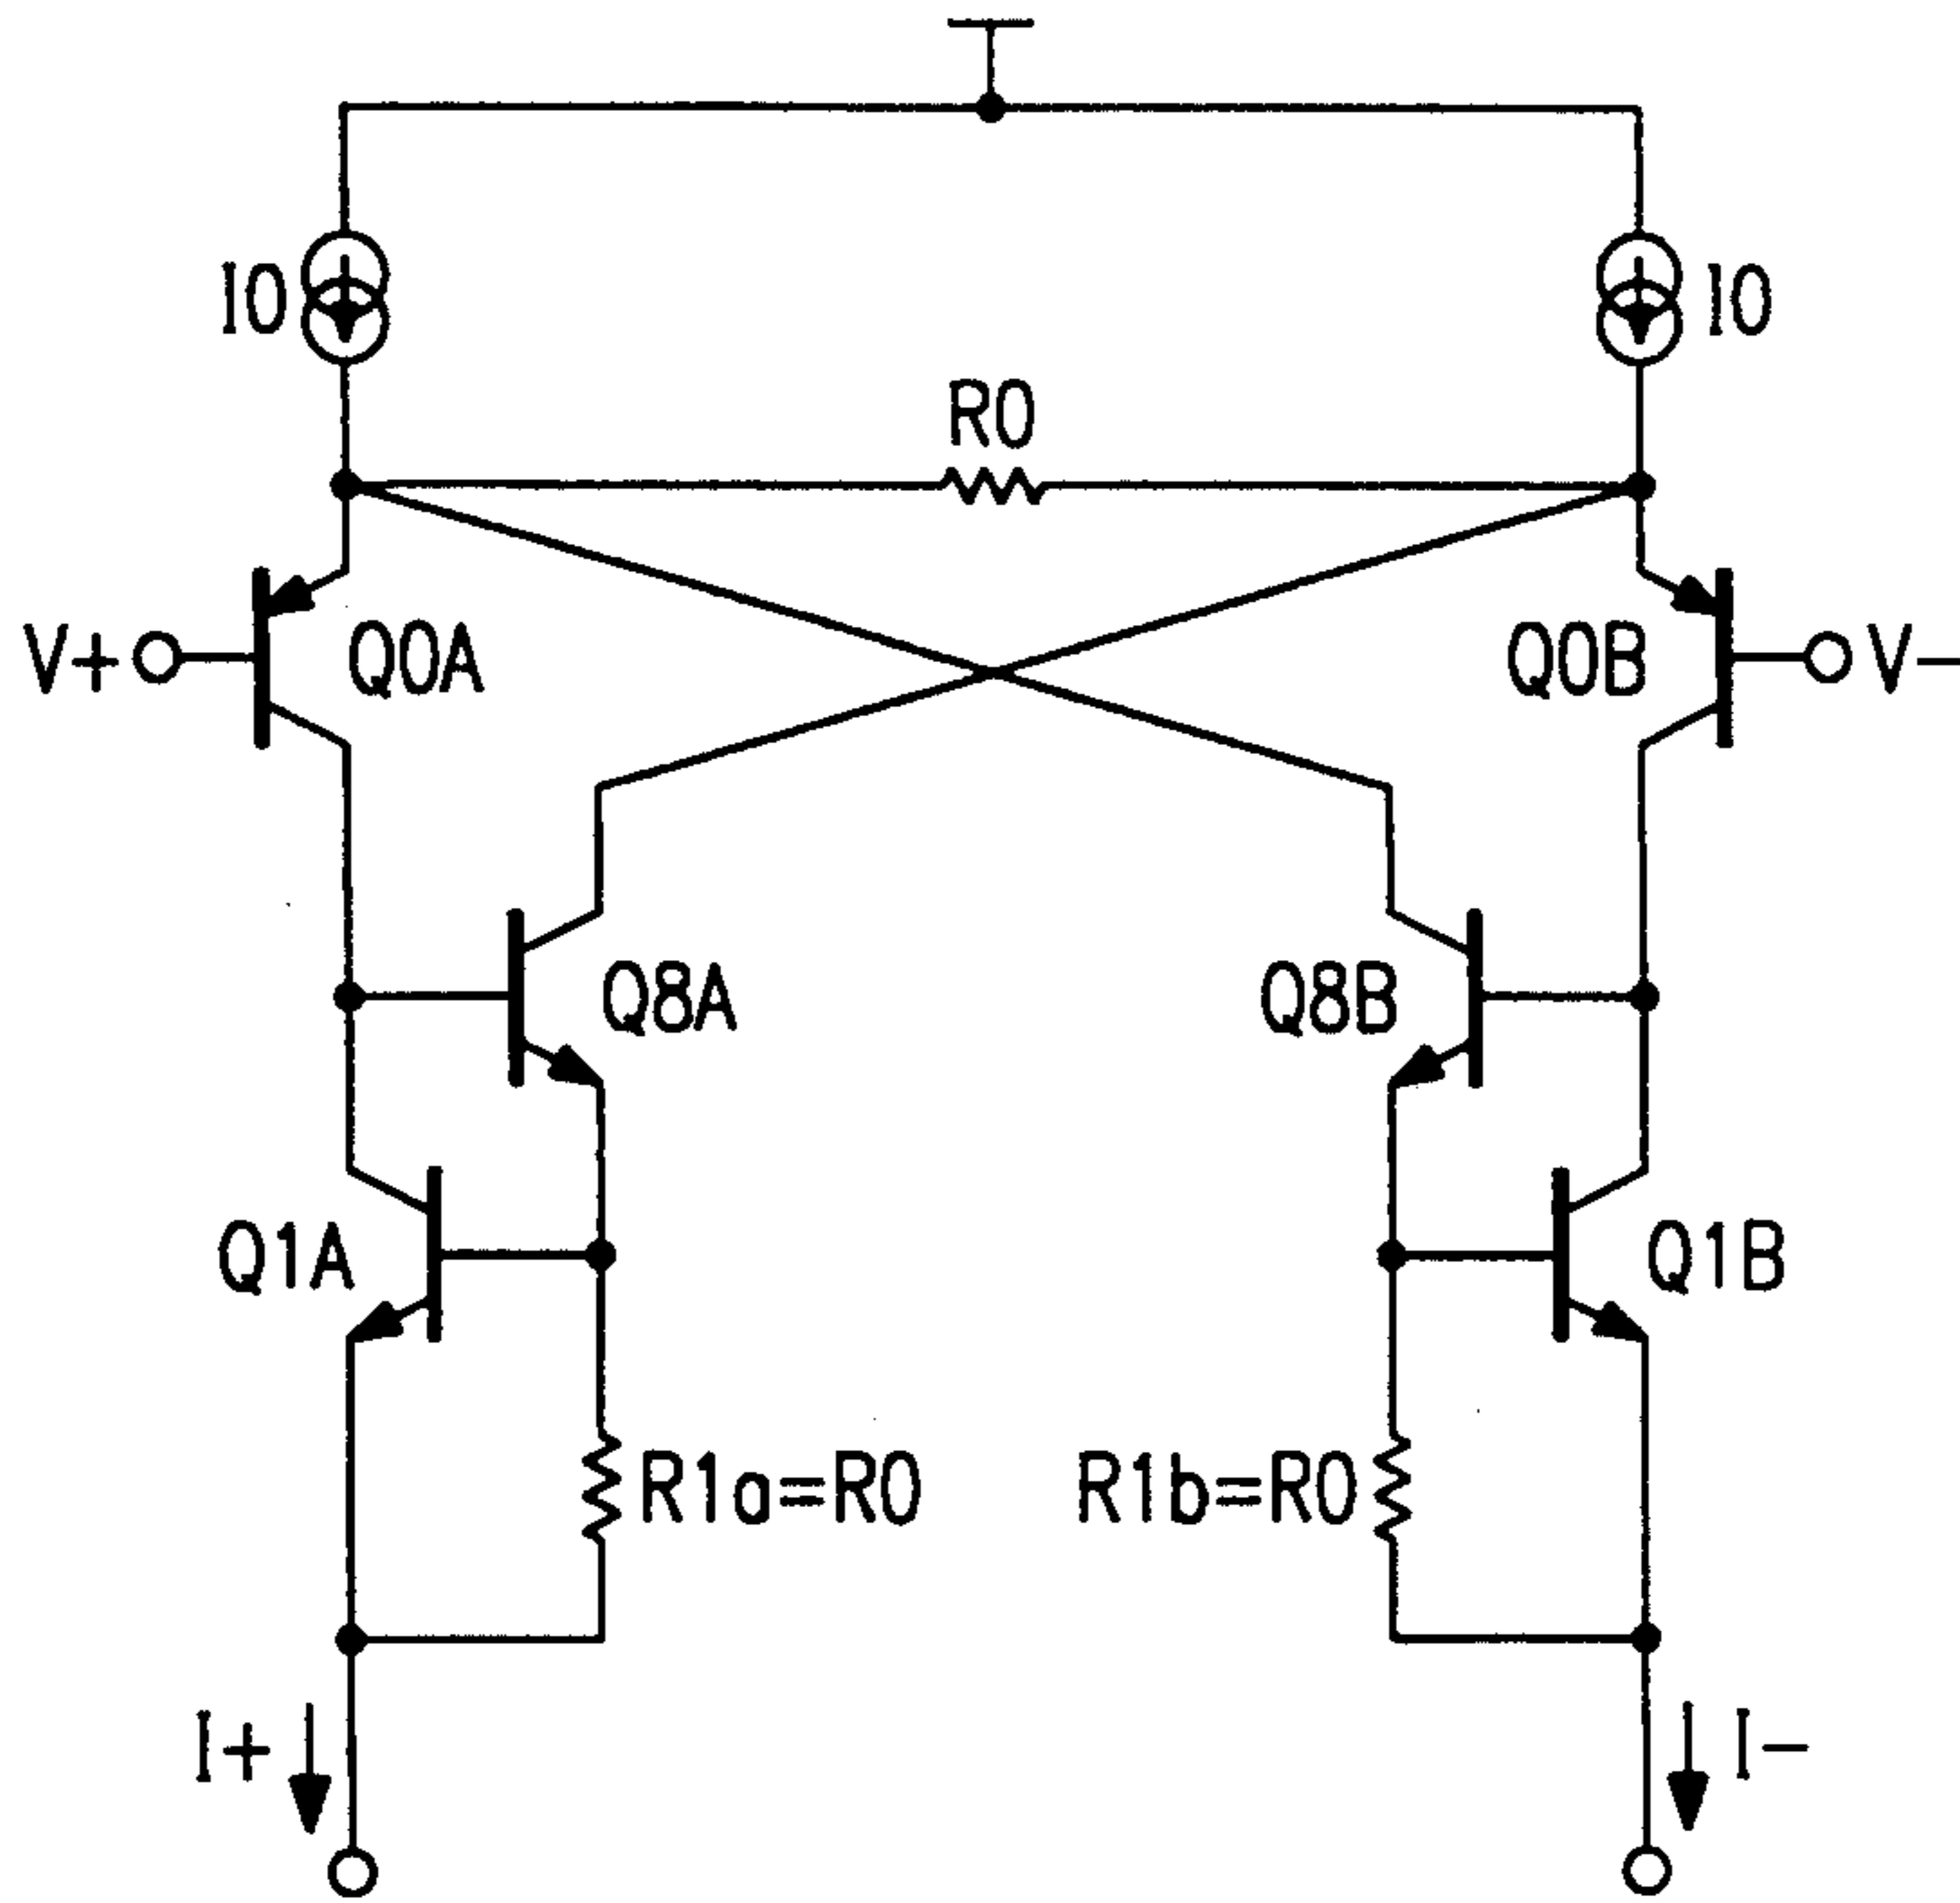 I0
I0
R0
V+
Q0A
Q0B
V−
Q8A
Q8B
Q1A
Q1B
R1a=R0
R1b=R0
I+
I−